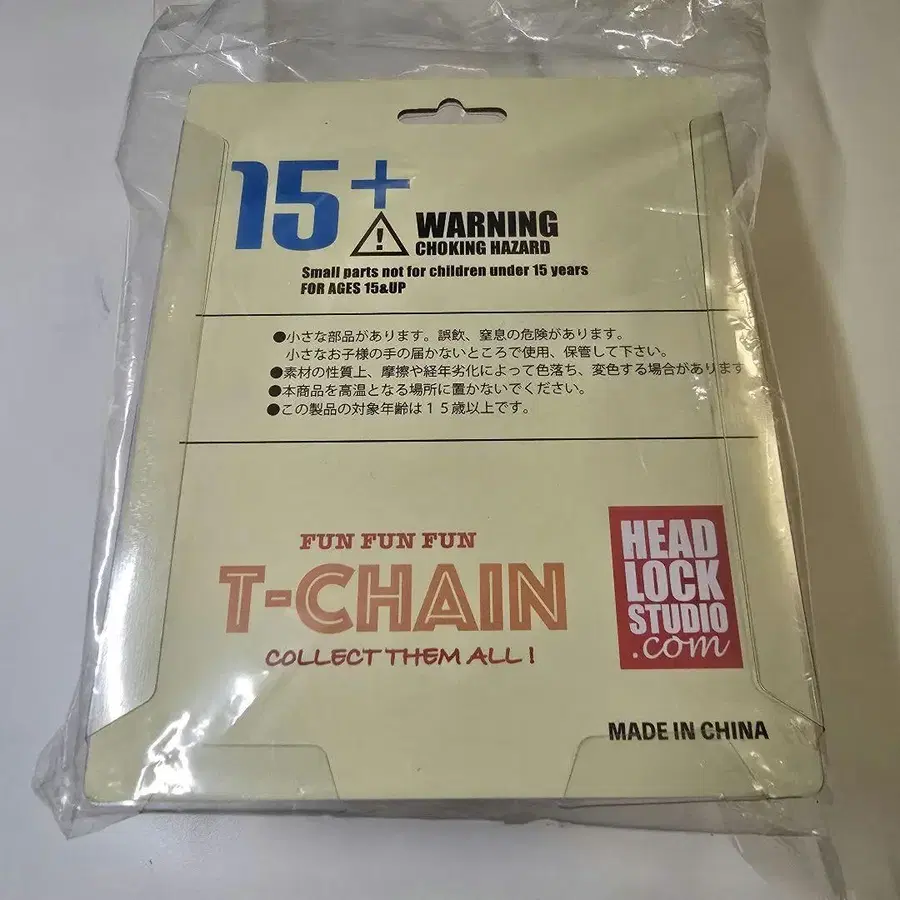 15+
WARNING
CHOKING HAZARD
Small parts not for children under 15 years
FOR AGES 15&UP
●小さな部品があります。誤飲、窒息の危険があります。
小さなお子様の手の届かないところで使用、保管して下さい。
●素材の性質上、摩擦や経年劣化によって色落ち、変色する場合があります
●本商品を高温となる場所に置かないでください。
●この製品の対象年齢は15歳以上です。
FUN FUN FUN
T-CHAIN
COLLECT THEM ALL!
HEAD
LOCK
STUDIO
.com
MADE IN CHINA